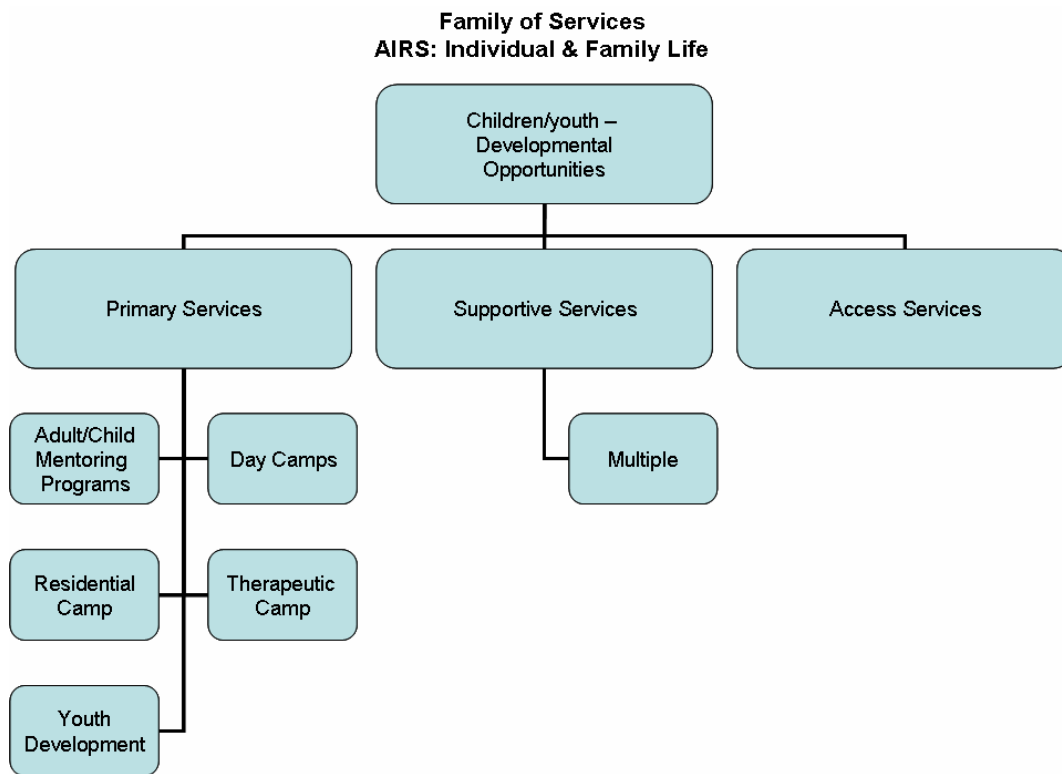 Family of Services
AIRS: Individual & Family Life
Children/youth –
Developmental
Opportunities
Primary Services
Supportive Services
Access Services
Adult/Child
Mentoring
Programs
Day Camps
Multiple
Residential
Camp
Therapeutic
Camp
Youth
Development